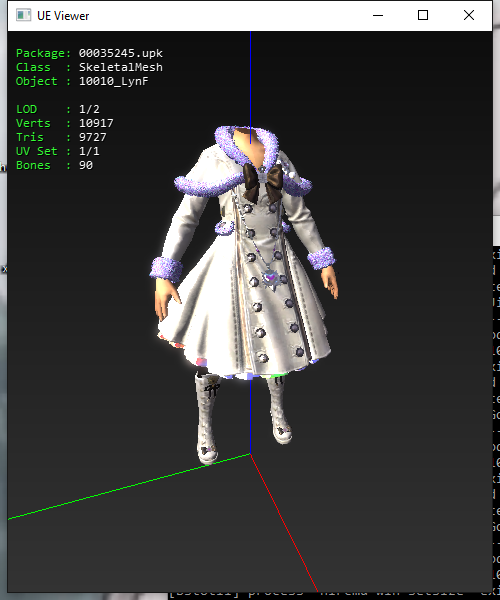 UE Viewer
Package: 00035245.upk
Class : SkeletalMesh
Object : 10010_LynF
LOD : 1/2
Verts : 10917
Tris : 9727
UV Set : 1/1
Bones : 90